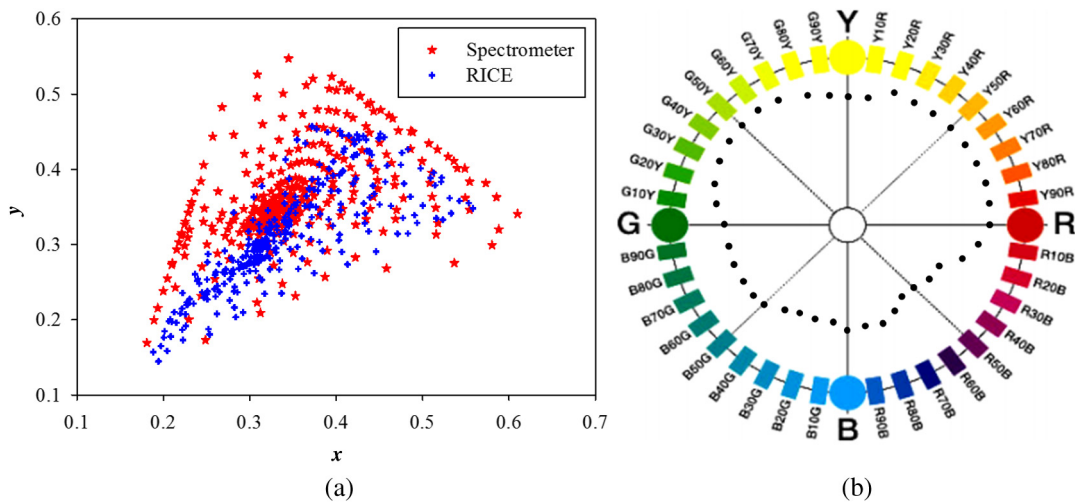 0.6
0.5
0.4
0.3
0.2
0.1
y
0.1
0.2
0.3
0.4
0.5
0.6
0.7
x
Spectrometer
RICE
(a)
Y
Y10R
Y20R
Y30R
Y40R
Y50R
Y60R
Y70R
Y80R
Y90R
R
R10B
R20B
R30B
R40B
R50B
R60B
R70B
R80B
R90B
B
B10G
B20G
B30G
B40G
B50G
B60G
B70G
B80G
B90G
G
G10Y
G20Y
G30Y
G40Y
G50Y
G60Y
G70Y
G80Y
G90Y
(b)